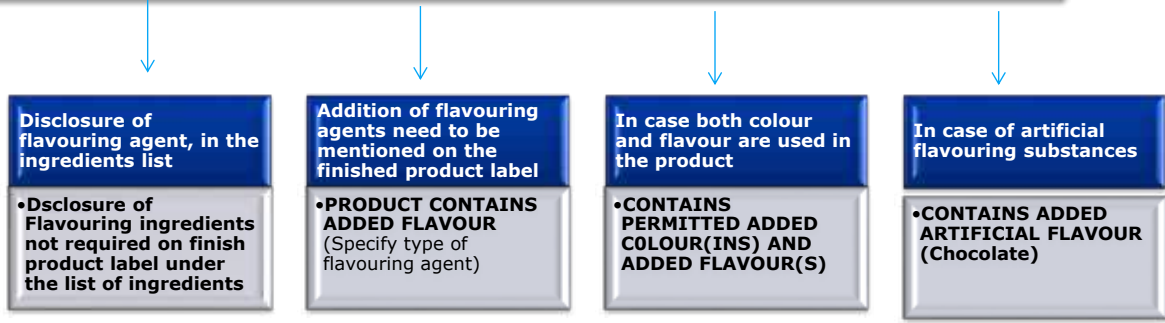 Disclosure of
flavouring agent, in the
ingredients list
•Dsclosure of
Flavouring ingredients
not required on finish
product label under
the list of ingredients
Addition of flavouring
agents need to be
mentioned on the
finished product label
•PRODUCT CONTAINS
ADDED FLAVOUR
(Specify type of
flavouring agent)
In case both colour
and flavour are used in
the product
•CONTAINS
PERMITTED ADDED
C0LOUR(INS) AND
ADDED FLAVOUR(S)
In case of artificial
flavouring substances
•CONTAINS ADDED
ARTIFICIAL FLAVOUR
(Chocolate)